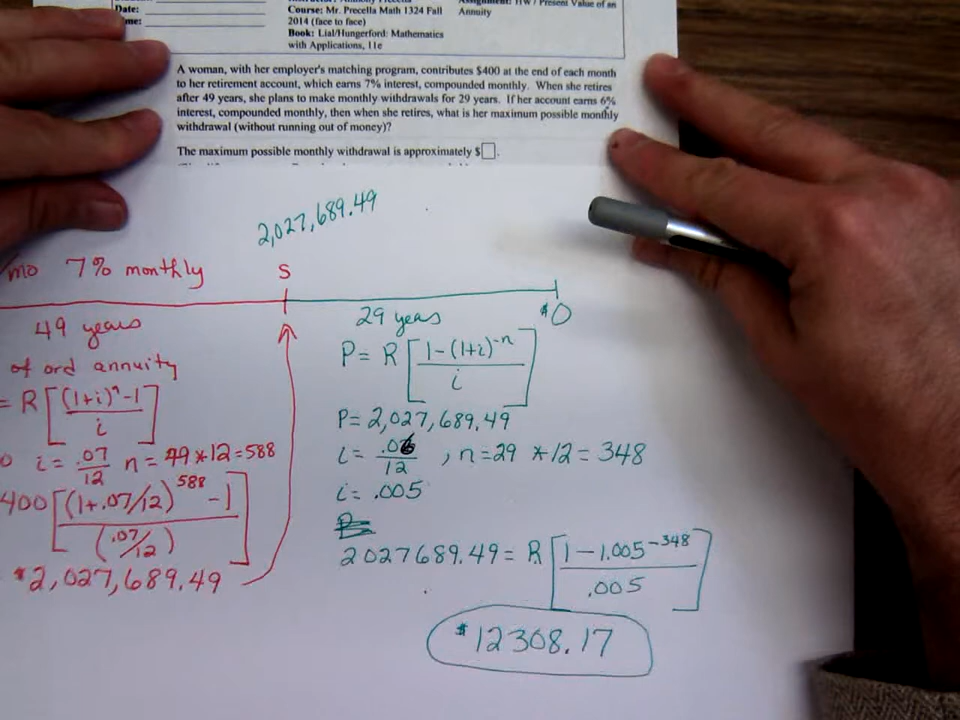 Date:
me:
Course: Mr. Precella Math 1324 Fall
2014 (face to face)
Book: Lial/Hungerford: Mathematics
with Applications, 11e
Annuity
A woman, with her employer's matching program, contributes $400 at the end of each month
to her retirement account, which earns 7% interest, compounded monthly. When she retires
after 49 years, she plans to make monthly withdrawals for 29 years. If her account earns 6%
interest, compounded monthly, then when she retires, what is her maximum possible monthly
withdrawal (without running out of money)?
The maximum possible monthly withdrawal is approximately $☐.
2,027,689.49
/mo 7% monthly
S
49 years
of ord annuity
= R [ (1+i)^n - 1 / i ]
0 i = .07/12 n = 49*12 = 588
400 [ (1+.07/12)^588 - 1 / (.07/12) ]
$2,027,689.49
29 years
$0
P = R [ 1-(1+i)^-n / i ]
P = 2,027,689.49
i = .06/12 , n = 29 *12 = 348
i = .005
2027689.49 = R [ 1 - 1.005^-348 / .005 ]
$12308.17